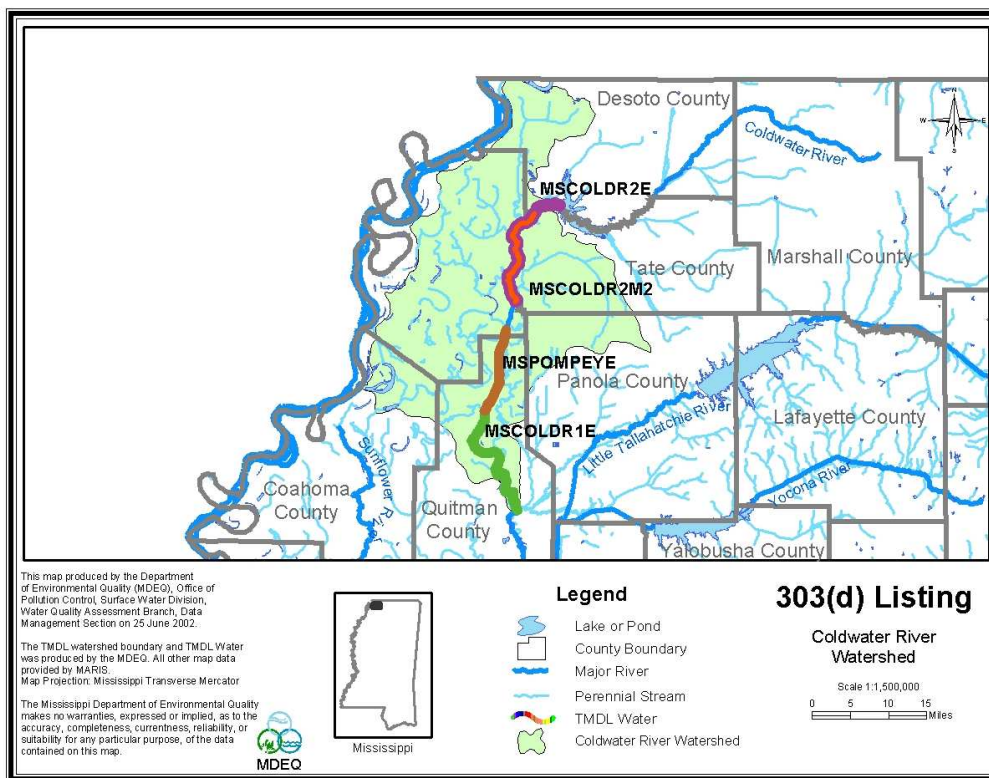 Desoto County
N
W
E
S
Coldwater River
MSCOLDR2E
Tate County
Marshall County
MSCOLDR2M2
MSPOMPEYE
Panola County
Lafayette County
MSCOLDR1E
Little Tallahatchie River
Sunflower River
Yocona River
Coahoma
County
Quitman
County
Yalobusha County
This map produced by the Department
of Environmental Quality (MDEQ), Office of
Pollution Control, Surface Water Division,
Water Quality Assessment Branch, Data
Management Section on 25 June 2002.
The TMDL watershed boundary and TMDL Water
was produced by the MDEQ. All other map data
provided by MARIS.
Map Projection: Mississippi Transverse Mercator
The Mississippi Department of Environmental Quality
makes no warranties, expressed or implied, as to the
accuracy, completeness, currentness, reliability, or
suitability for any particular purpose, of the data
contained on this map.
MDEQ
Mississippi
Legend
Lake or Pond
County Boundary
Major River
Perennial Stream
TMDL Water
Coldwater River Watershed
303(d) Listing
Coldwater River
Watershed
Scale 1:1,500,000
0 5 10 15
Miles